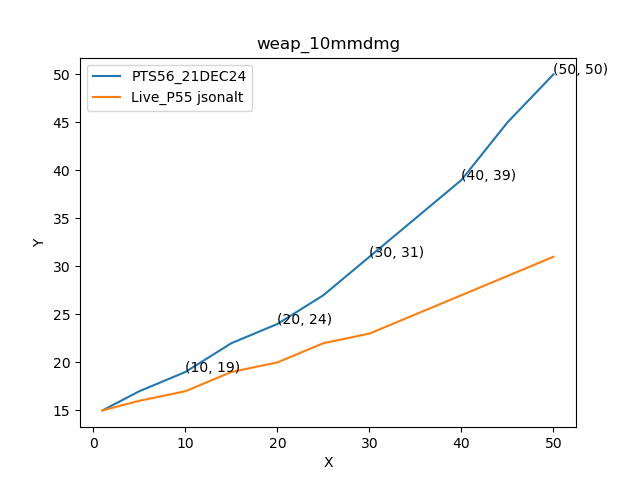 weap_10mmdmg
PTS56_21DEC24
Live_P55 jsonalt
(50, 50)
(40, 39)
(30, 31)
(20, 24)
(10, 19)
50
45
40
35
30
25
20
15
Y
0 10 20 30 40 50
X